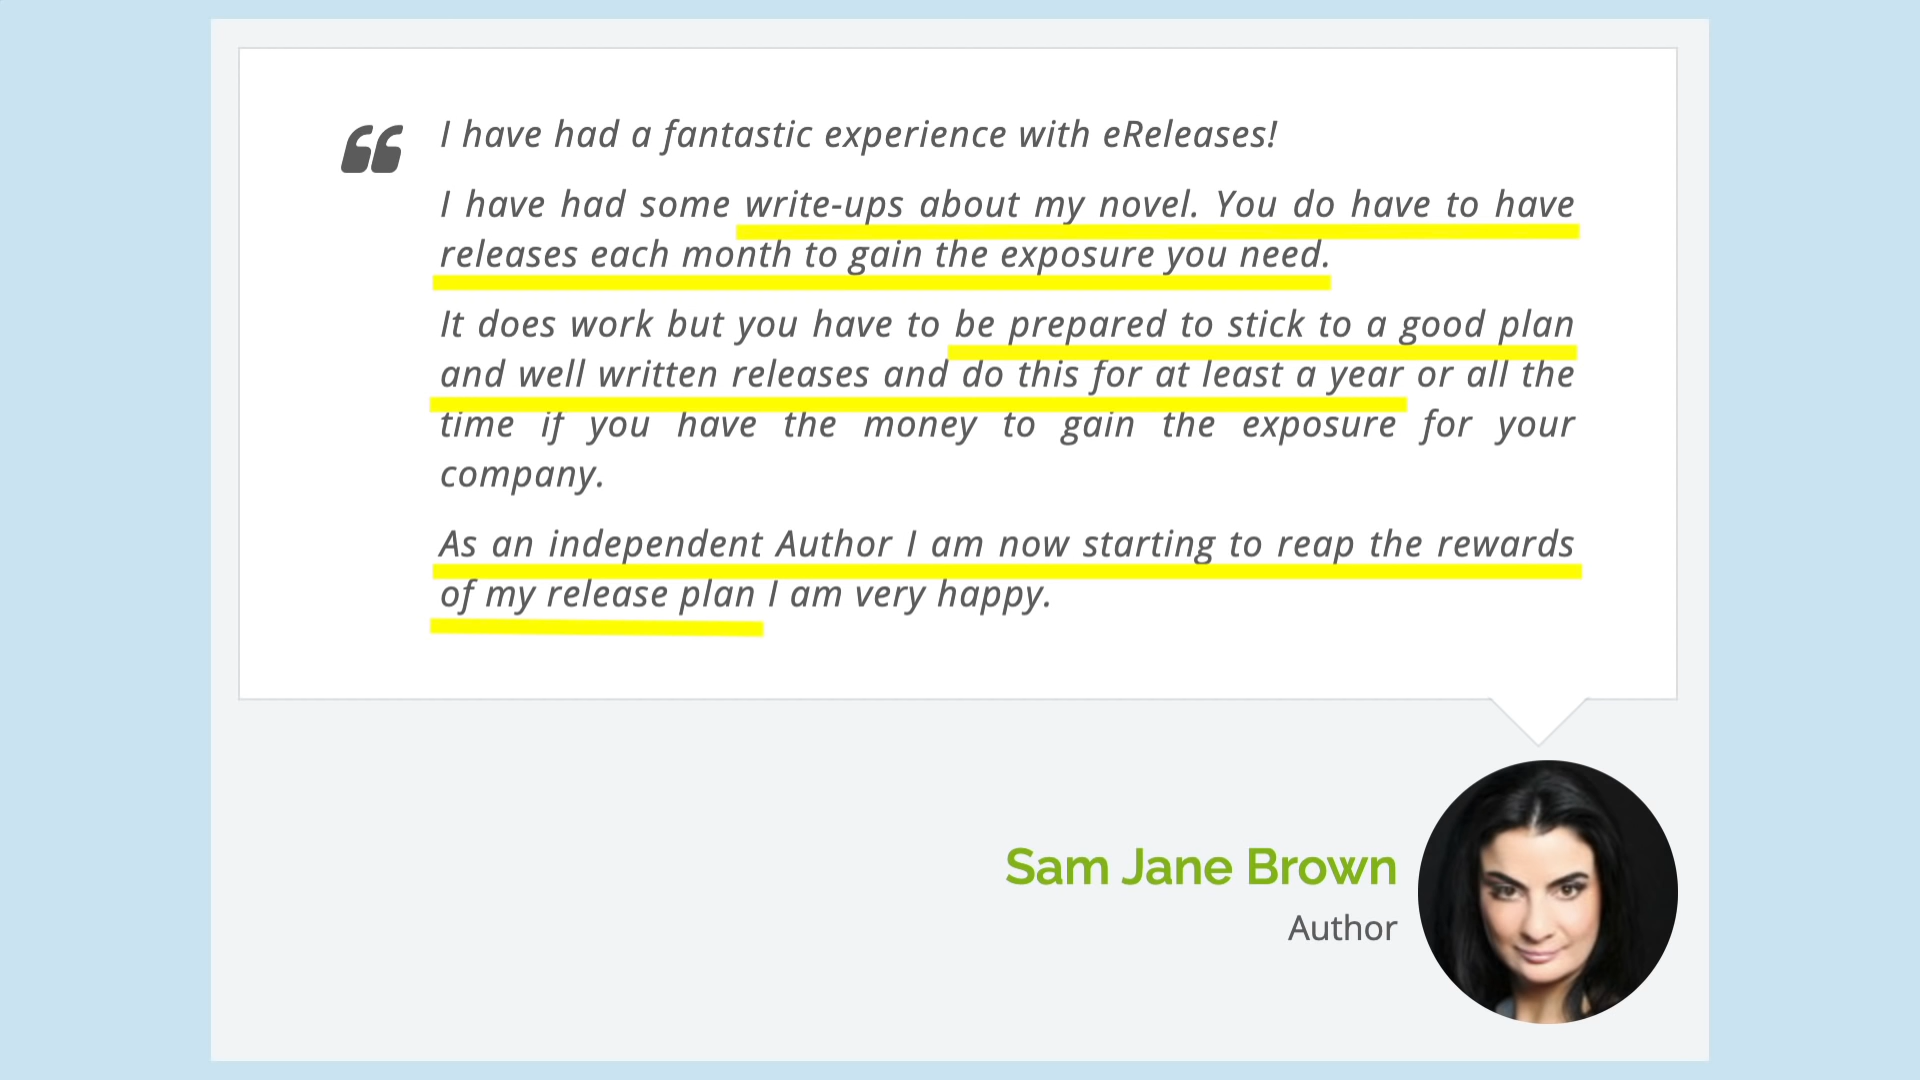 I have had a fantastic experience with eReleases!
I have had some write-ups about my novel. You do have to have
releases each month to gain the exposure you need.
It does work but you have to be prepared to stick to a good plan
and well written releases and do this for at least a year or all the
time if you have the money to gain the exposure for your
company.
As an independent Author I am now starting to reap the rewards
of my release plan I am very happy.
Sam Jane Brown
Author